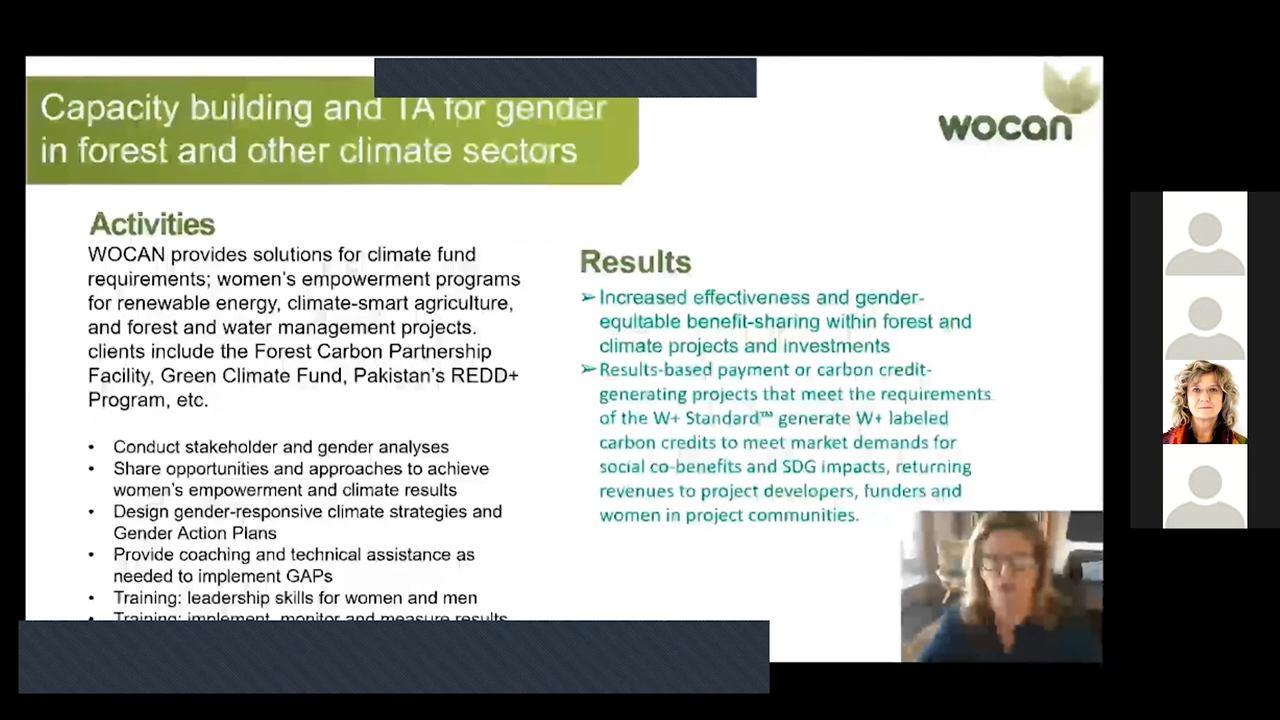 Capacity building and TA for gender
in forest and other climate sectors
wocan
Activities
WOCAN provides solutions for climate fund
requirements; women's empowerment programs
for renewable energy, climate-smart agriculture,
and forest and water management projects.
clients include the Forest Carbon Partnership
Facility, Green Climate Fund, Pakistan's REDD+
Program, etc.
• Conduct stakeholder and gender analyses
• Share opportunities and approaches to achieve
women's empowerment and climate results
• Design gender-responsive climate strategies and
Gender Action Plans
• Provide coaching and technical assistance as
needed to implement GAPs
• Training: leadership skills for women and men
• Training: implement, monitor and measure results
Results
➢ Increased effectiveness and gender-
equitable benefit-sharing within forest and
climate projects and investments
➢ Results-based payment or carbon credit-
generating projects that meet the requirements
of the W+ Standard™ generate W+ labeled
carbon credits to meet market demands for
social co-benefits and SDG impacts, returning
revenues to project developers, funders and
women in project communities.